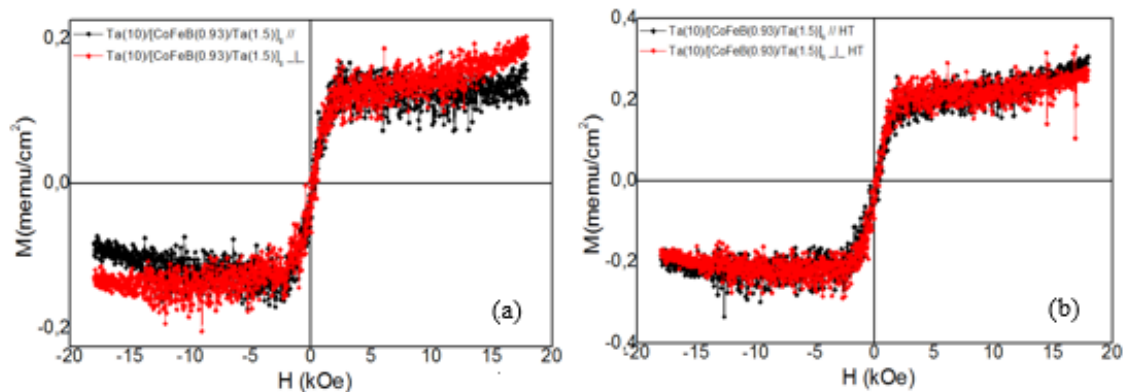 Ta(10)/[CoFeB(0.93)/Ta(1.5)]₅ //
Ta(10)/[CoFeB(0.93)/Ta(1.5)]₅ _|_
M(memu/cm²)
0,2
0,0
-0,2
-20 -15 -10 -5 0 5 10 15 20
H (kOe)
(a)
Ta(10)/[CoFeB(0.93)/Ta(1.5)]₅ // HT
Ta(10)/[CoFeB(0.93)/Ta(1.5)]₅ _|_ HT
M(memu/cm²)
0,4
0,2
0,0
-0,2
-0,4
-20 -15 -10 -5 0 5 10 15 20
H (kOe)
(b)